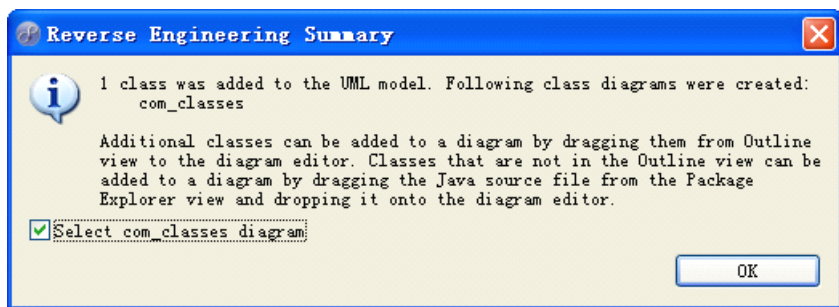 Reverse Engineering Summary
1 class was added to the UML model. Following class diagrams were created:
com_classes
Additional classes can be added to a diagram by dragging them from Outline
view to the diagram editor. Classes that are not in the Outline view can be
added to a diagram by dragging the Java source file from the Package
Explorer view and dropping it onto the diagram editor.
Select com_classes diagram
OK